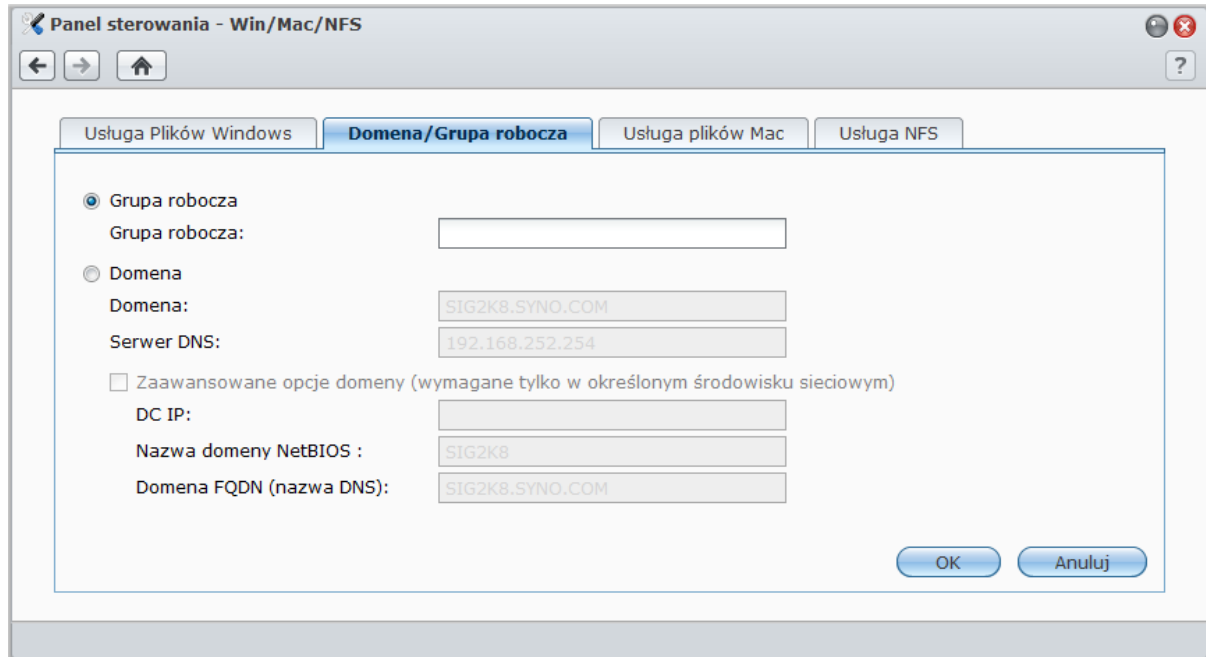 Panel sterowania - Win/Mac/NFS
?
Usługa Plików Windows Domena/Grupa robocza Usługa plików Mac Usługa NFS
Grupa robocza
Grupa robocza:
Domena
Domena: SIG2K8.SYNO.COM
Serwer DNS: 192.168.252.254
Zaawansowane opcje domeny (wymagane tylko w określonym środowisku sieciowym)
DC IP:
Nazwa domeny NetBIOS : SIG2K8
Domena FQDN (nazwa DNS): SIG2K8.SYNO.COM
OK Anuluj